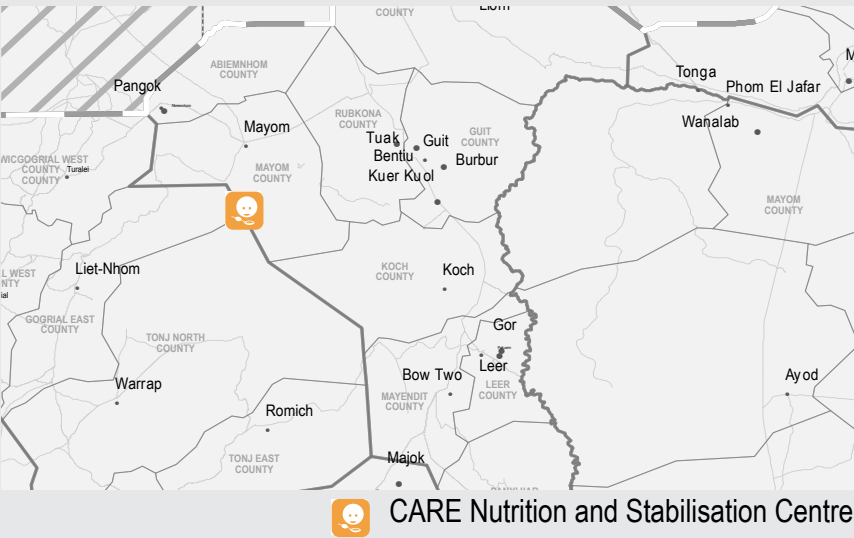 COUNTY
ABIEMNHOM
COUNTY
Pangok
Tonga
Phom El Jafar
Wanalab
Mayom
RUBKONA
COUNTY
Tuak
Guit
GUIT
COUNTY
Bentiu
Burbur
Kuer Kuol
GOGRIAL WEST
COUNTY
COUNTY
Turalei
MAYOM
COUNTY
MAYOM
COUNTY
Liet-Nhom
KOCH
COUNTY
Koch
GOGRIAL EAST
COUNTY
TONJ NORTH
COUNTY
Gor
Leer
LEER
COUNTY
Bow Two
MAYENDIT
COUNTY
Ayod
Warrap
Romich
TONJ EAST
COUNTY
Majok
CARE Nutrition and Stabilisation Centre